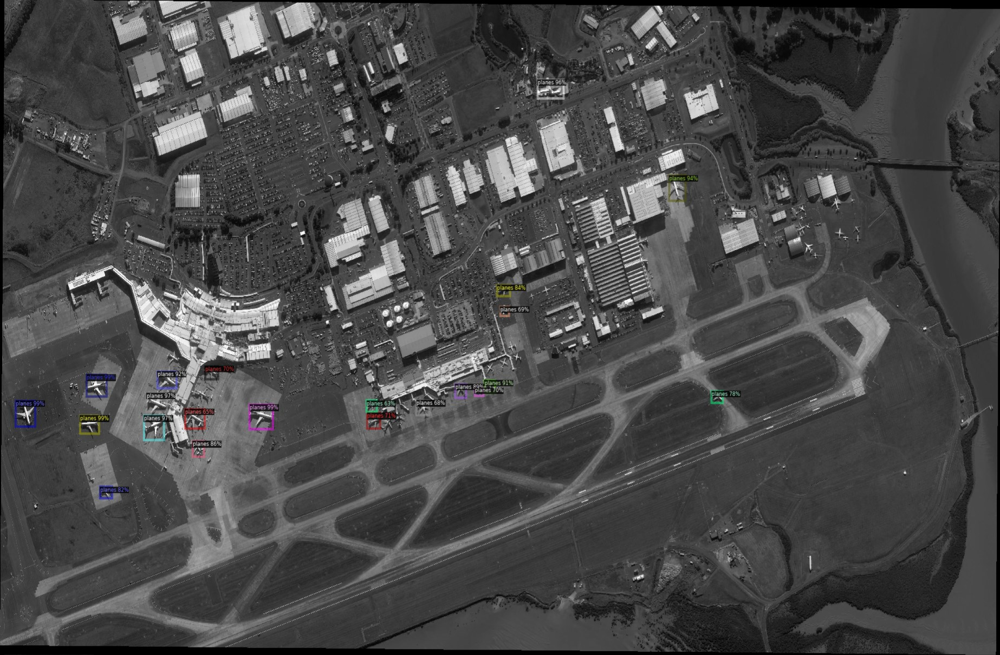 planes 96%
planes 94%
planes 84%
planes 69%
planes 70%
planes 92%
planes 99%
planes 91%
planes 89%
planes 70%
planes 78%
planes 97%
planes 99%
planes 99%
planes 63%
planes 68%
planes 99%
planes 97%
planes 65%
planes 71%
planes 86%
planes 82%